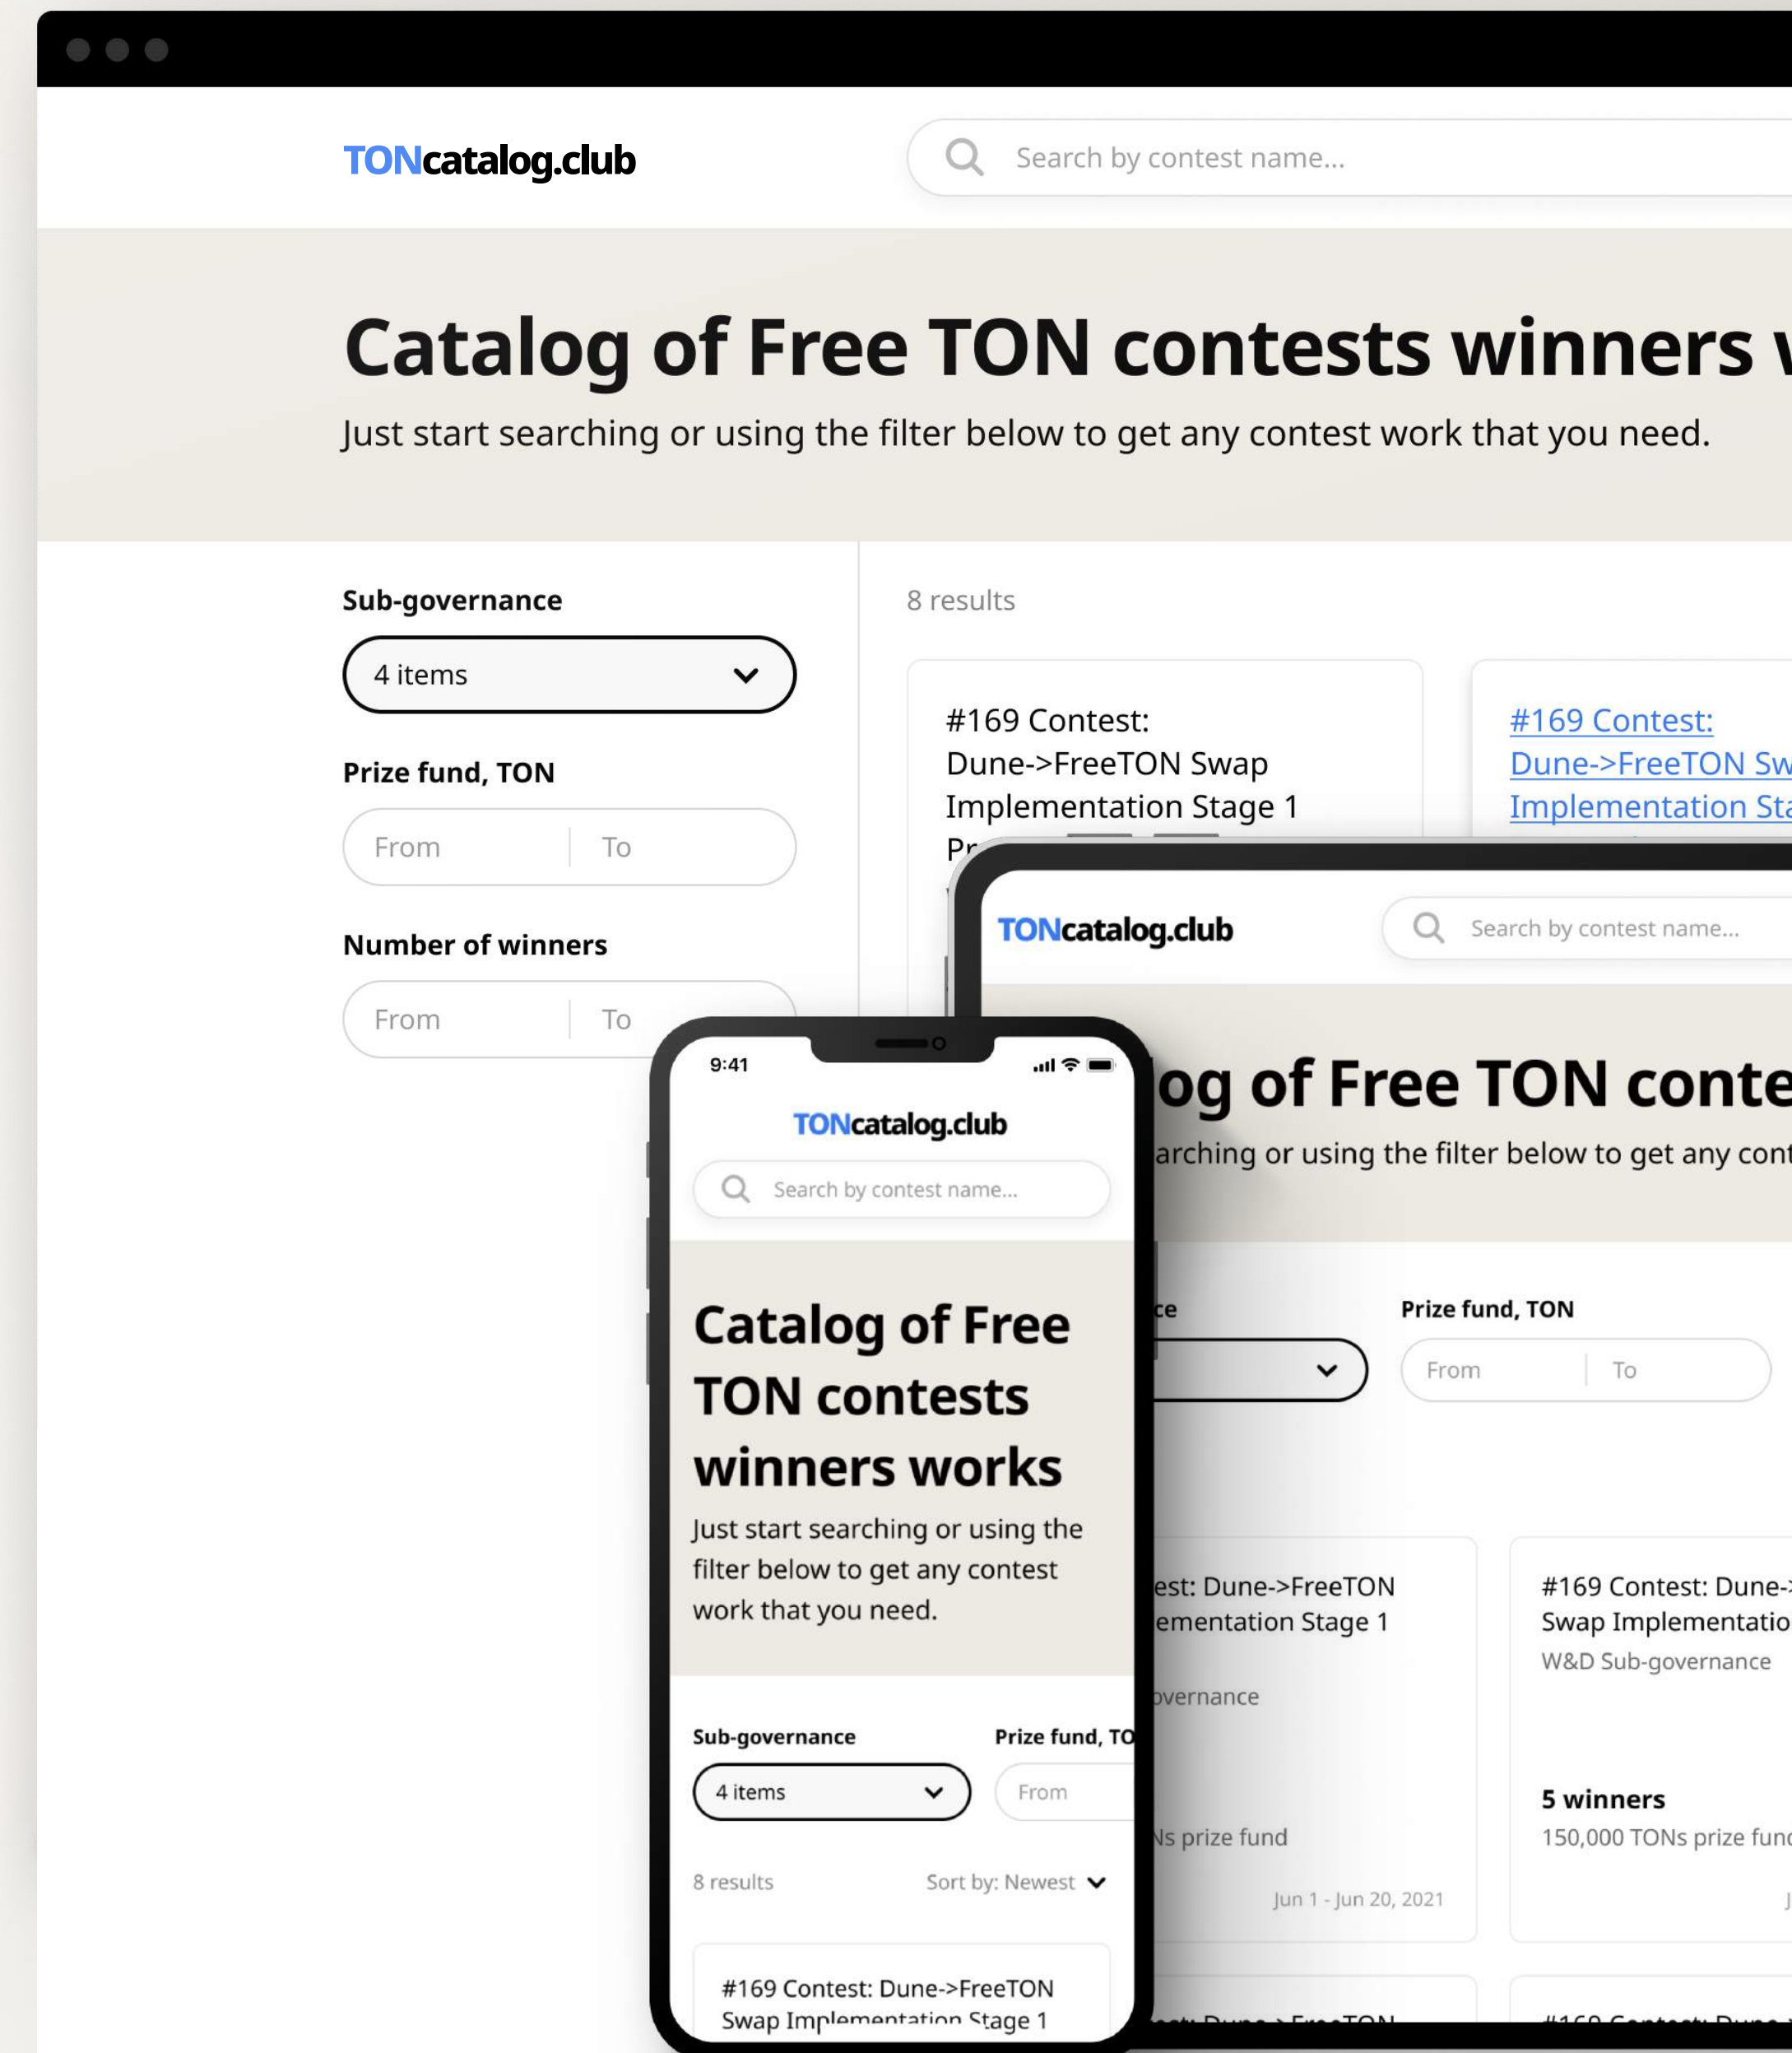 TONcatalog.club
Search by contest name...
Catalog of Free TON contests winners
Just start searching or using the filter below to get any contest work that you need.
Sub-governance
4 items
Prize fund, TON
From To
Number of winners
From To
8 results
#169 Contest:
Dune->FreeTON Swap
Implementation Stage 1
#169 Contest:
Dune->FreeTON Sw
Implementation Sta
TONcatalog.club
Search by contest name...
og of Free TON conte
arching or using the filter below to get any cont
ce
Prize fund, TON
From To
est: Dune->FreeTON
ementation Stage 1
overnance
Ns prize fund
Jun 1 - Jun 20, 2021
#169 Contest: Dune->
Swap Implementatio
W&D Sub-governance
5 winners
150,000 TONs prize fund
9:41
TONcatalog.club
Search by contest name...
Catalog of Free
TON contests
winners works
Just start searching or using the
filter below to get any contest
work that you need.
Sub-governance
4 items
Prize fund, TO
From
8 results
Sort by: Newest
#169 Contest: Dune->FreeTON
Swap Implementation Stage 1